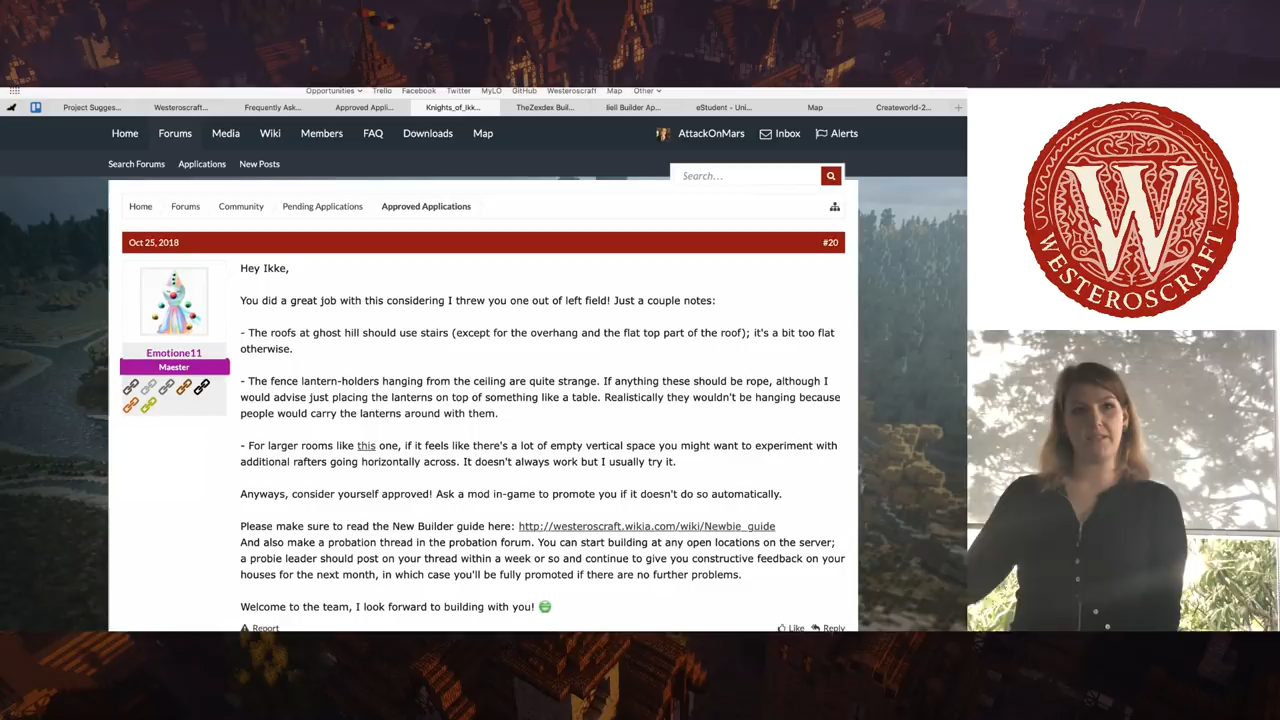 Opportunities Trello Facebook Twitter MyLO GitHub Westeroscraft Map Other
Project Sugges... Westeroscraft... Frequently Ask... Approved Appli... Knights_of_Ikk... TheZexdex Buil... liell Builder Ap... eStudent - Uni... Map Createworld-2...
Home Forums Media Wiki Members FAQ Downloads Map AttackOnMars Inbox Alerts
Search Forums Applications New Posts
Search...
Home Forums Community Pending Applications Approved Applications
Oct 25, 2018 #20
Emotione11
Maester
Hey Ikke,
You did a great job with this considering I threw you one out of left field! Just a couple notes:
- The roofs at ghost hill should use stairs (except for the overhang and the flat top part of the roof); it's a bit too flat
otherwise.
- The fence lantern-holders hanging from the ceiling are quite strange. If anything these should be rope, although I
would advise just placing the lanterns on top of something like a table. Realistically they wouldn't be hanging because
people would carry the lanterns around with them.
- For larger rooms like this one, if it feels like there's a lot of empty vertical space you might want to experiment with
additional rafters going horizontally across. It doesn't always work but I usually try it.
Anyways, consider yourself approved! Ask a mod in-game to promote you if it doesn't do so automatically.
Please make sure to read the New Builder guide here: http://westeroscraft.wikia.com/wiki/Newbie_guide
And also make a probation thread in the probation forum. You can start building at any open locations on the server;
a probie leader should post on your thread within a week or so and continue to give you constructive feedback on your
houses for the next month, in which case you'll be fully promoted if there are no further problems.
Welcome to the team, I look forward to building with you!
Report Like Reply
W
WESTEROSCRAFT